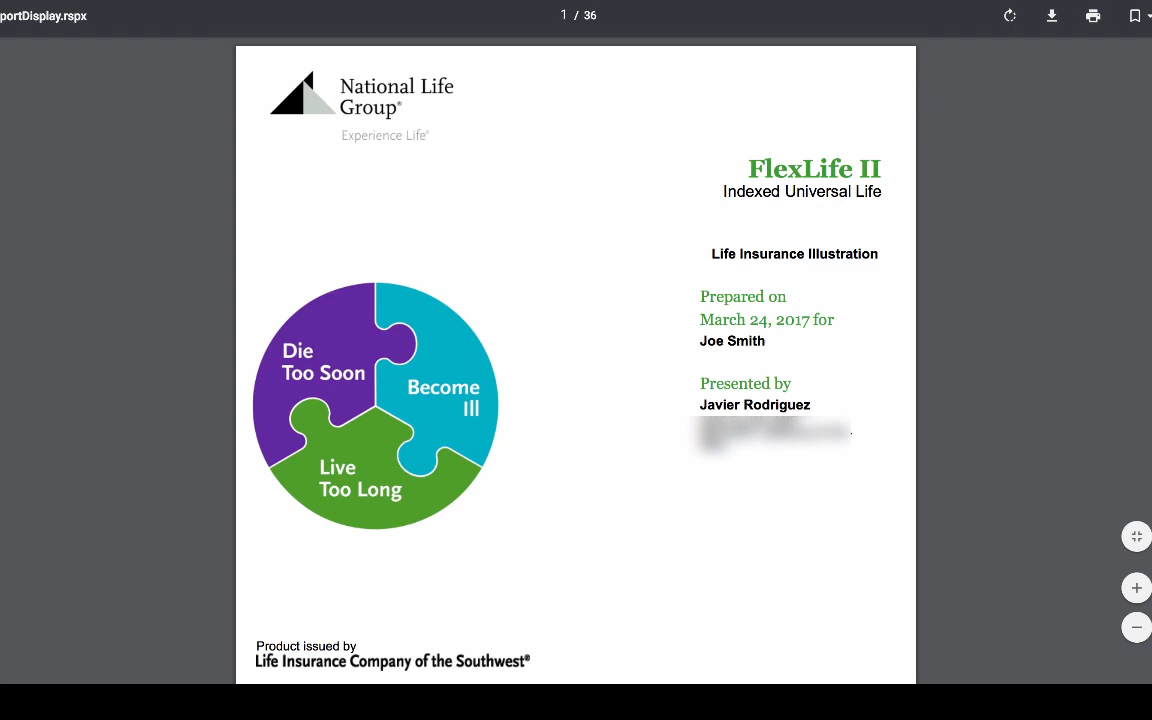 portDisplay.rspx
1 / 36
National Life
Group®
Experience Life®
FlexLife II
Indexed Universal Life
Life Insurance Illustration
Prepared on
March 24, 2017 for
Joe Smith
Presented by
Javier Rodriguez
Die
Too Soon
Become
Ill
Live
Too Long
Product issued by
Life Insurance Company of the Southwest®